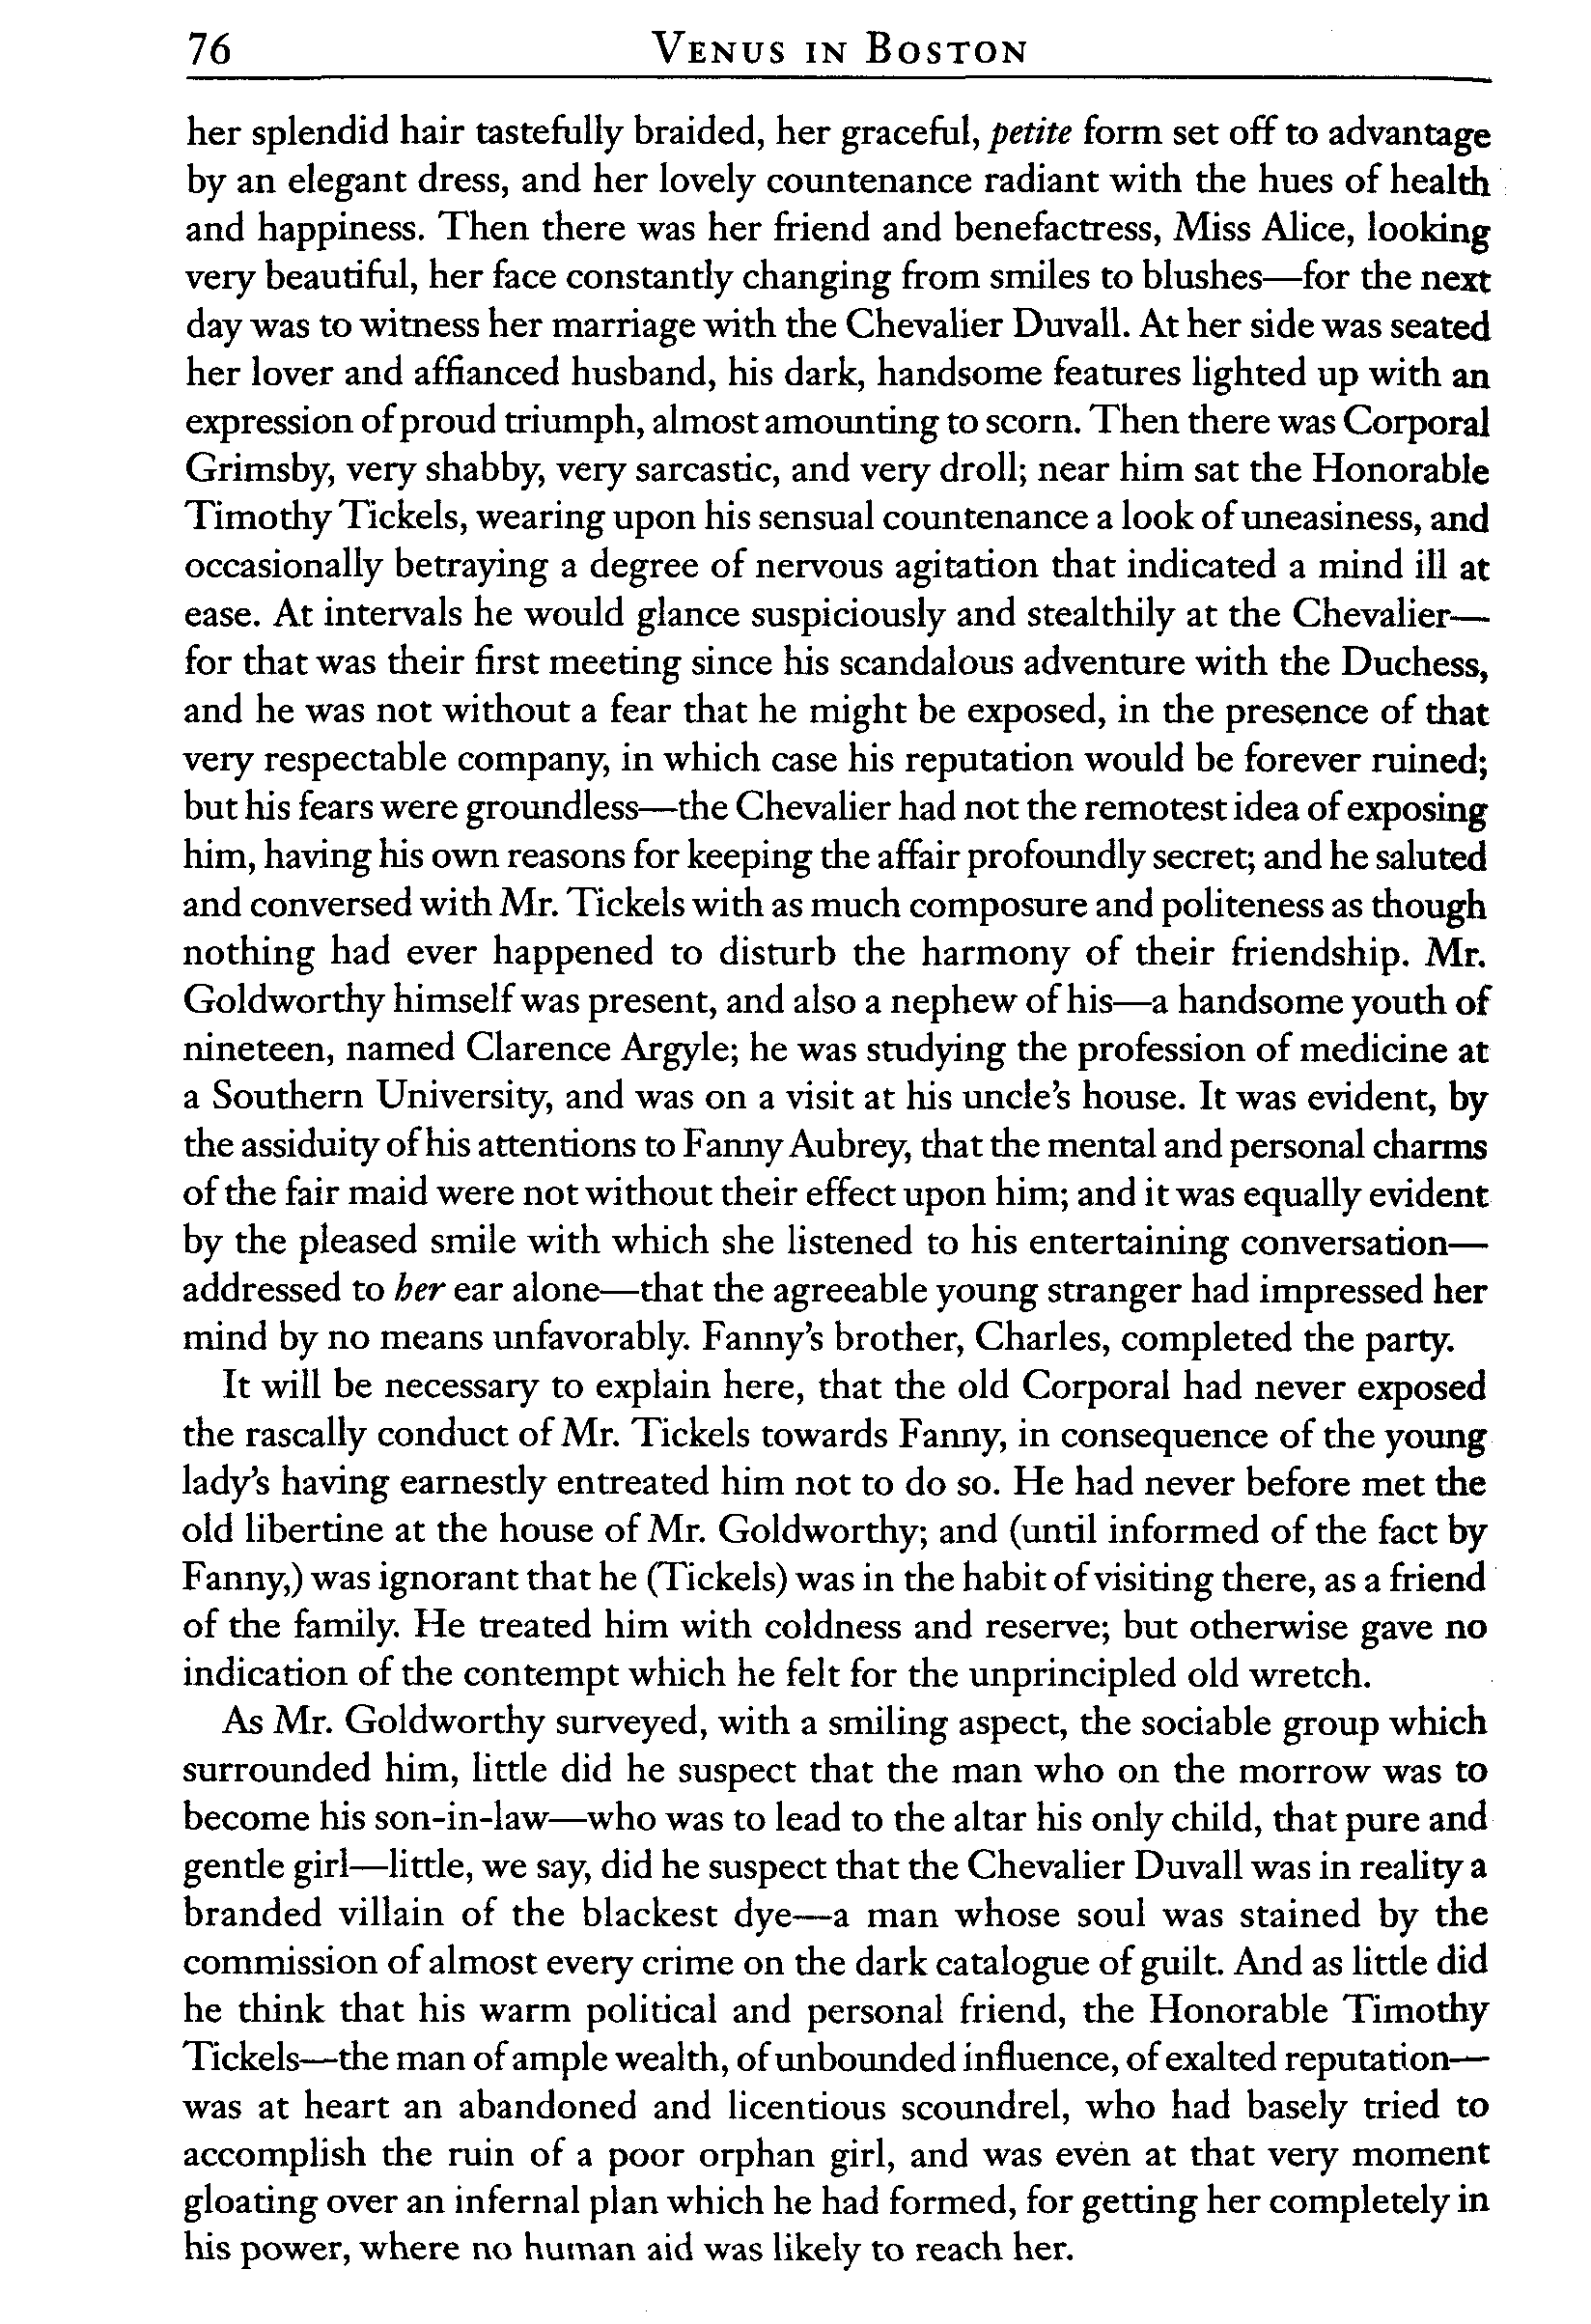 76 VENUS IN BOSTON
her splendid hair tastefully braided, her graceful, petite form set off to advantage
by an elegant dress, and her lovely countenance radiant with the hues of health
and happiness. Then there was her friend and benefactress, Miss Alice, looking
very beautiful, her face constantly changing from smiles to blushes—for the next
day was to witness her marriage with the Chevalier Duvall. At her side was seated
her lover and affianced husband, his dark, handsome features lighted up with an
expression of proud triumph, almost amounting to scorn. Then there was Corporal
Grimsby, very shabby, very sarcastic, and very droll; near him sat the Honorable
Timothy Tickels, wearing upon his sensual countenance a look of uneasiness, and
occasionally betraying a degree of nervous agitation that indicated a mind ill at
ease. At intervals he would glance suspiciously and stealthily at the Chevalier—
for that was their first meeting since his scandalous adventure with the Duchess,
and he was not without a fear that he might be exposed, in the presence of that
very respectable company, in which case his reputation would be forever ruined;
but his fears were groundless—the Chevalier had not the remotest idea of exposing
him, having his own reasons for keeping the affair profoundly secret; and he saluted
and conversed with Mr. Tickels with as much composure and politeness as though
nothing had ever happened to disturb the harmony of their friendship. Mr.
Goldworthy himself was present, and also a nephew of his—a handsome youth of
nineteen, named Clarence Argyle; he was studying the profession of medicine at
a Southern University, and was on a visit at his uncle's house. It was evident, by
the assiduity of his attentions to Fanny Aubrey, that the mental and personal charms
of the fair maid were not without their effect upon him; and it was equally evident
by the pleased smile with which she listened to his entertaining conversation—
addressed to her ear alone—that the agreeable young stranger had impressed her
mind by no means unfavorably. Fanny's brother, Charles, completed the party.
It will be necessary to explain here, that the old Corporal had never exposed
the rascally conduct of Mr. Tickels towards Fanny, in consequence of the young
lady's having earnestly entreated him not to do so. He had never before met the
old libertine at the house of Mr. Goldworthy; and (until informed of the fact by
Fanny,) was ignorant that he (Tickels) was in the habit of visiting there, as a friend
of the family. He treated him with coldness and reserve; but otherwise gave no
indication of the contempt which he felt for the unprincipled old wretch.
As Mr. Goldworthy surveyed, with a smiling aspect, the sociable group which
surrounded him, little did he suspect that the man who on the morrow was to
become his son-in-law—who was to lead to the altar his only child, that pure and
gentle girl—little, we say, did he suspect that the Chevalier Duvall was in reality a
branded villain of the blackest dye—a man whose soul was stained by the
commission of almost every crime on the dark catalogue of guilt. And as little did
he think that his warm political and personal friend, the Honorable Timothy
Tickels—the man of ample wealth, of unbounded influence, of exalted reputation—
was at heart an abandoned and licentious scoundrel, who had basely tried to
accomplish the ruin of a poor orphan girl, and was even at that very moment
gloating over an infernal plan which he had formed, for getting her completely in
his power, where no human aid was likely to reach her.